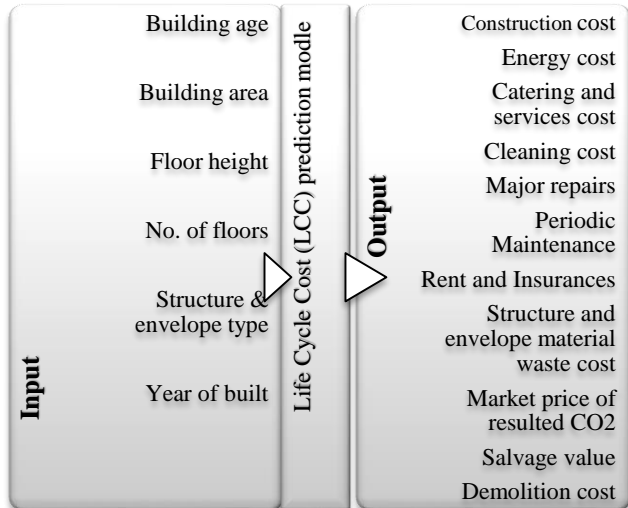 Building age
Building area
Floor height
No. of floors
Structure &
envelope type
Year of built
Input
Life Cycle Cost (LCC) prediction modle
Output
Construction cost
Energy cost
Catering and
services cost
Cleaning cost
Major repairs
Periodic
Maintenance
Rent and Insurances
Structure and
envelope material
waste cost
Market price of
resulted CO2
Salvage value
Demolition cost